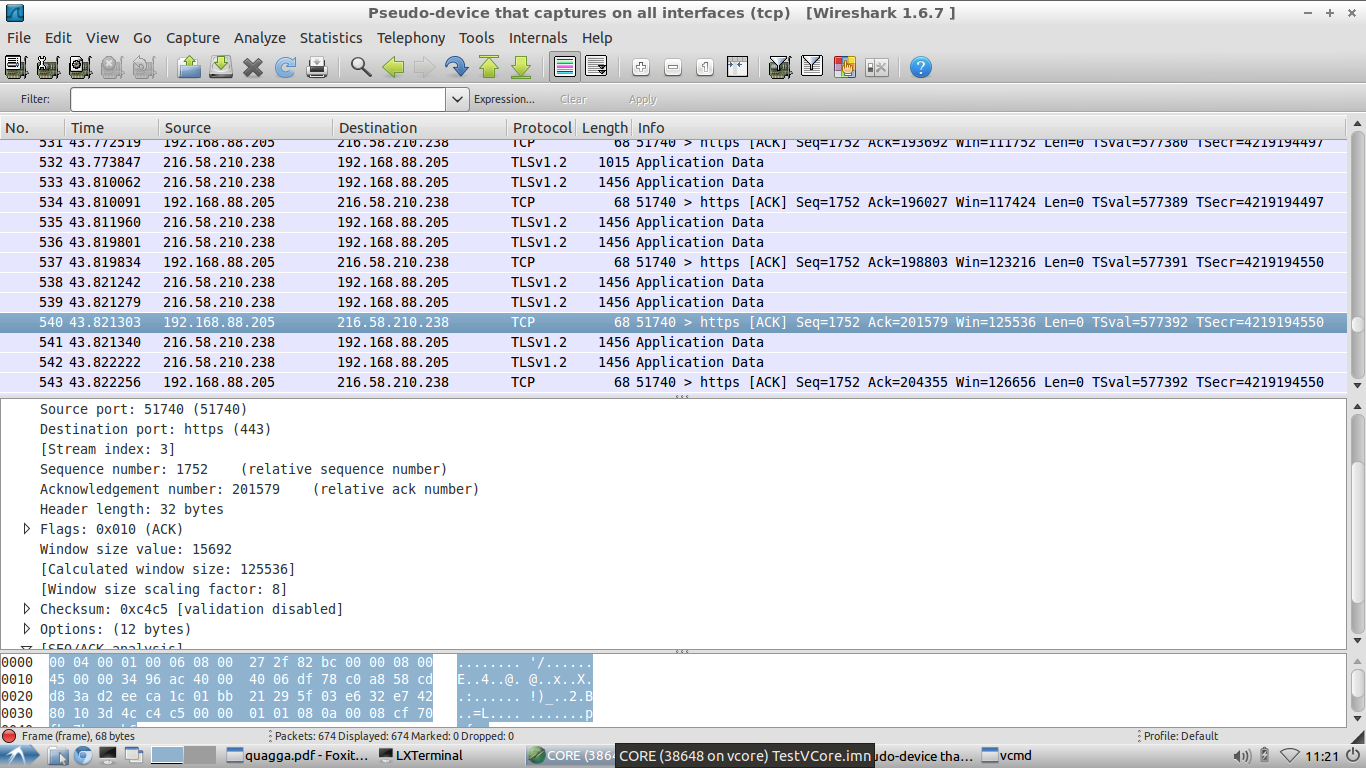 Pseudo-device that captures on all interfaces (tcp) [Wireshark 1.6.7 ]
File Edit View Go Capture Analyze Statistics Telephony Tools Internals Help
Filter: Expression... Clear Apply
No. Time Source Destination Protocol Length Info
531 43.772519 192.168.88.205 216.58.210.238 TCP 68 51740 > https [ACK] Seq=1752 Ack=193692 Win=111752 Len=0 TSval=577380 TSecr=4219194497
532 43.773847 216.58.210.238 192.168.88.205 TLSv1.2 1015 Application Data
533 43.810062 216.58.210.238 192.168.88.205 TLSv1.2 1456 Application Data
534 43.810091 192.168.88.205 216.58.210.238 TCP 68 51740 > https [ACK] Seq=1752 Ack=196027 Win=117424 Len=0 TSval=577389 TSecr=4219194497
535 43.811960 216.58.210.238 192.168.88.205 TLSv1.2 1456 Application Data
536 43.819801 216.58.210.238 192.168.88.205 TLSv1.2 1456 Application Data
537 43.819834 192.168.88.205 216.58.210.238 TCP 68 51740 > https [ACK] Seq=1752 Ack=198803 Win=123216 Len=0 TSval=577391 TSecr=4219194550
538 43.821242 216.58.210.238 192.168.88.205 TLSv1.2 1456 Application Data
539 43.821279 216.58.210.238 192.168.88.205 TLSv1.2 1456 Application Data
540 43.821303 192.168.88.205 216.58.210.238 TCP 68 51740 > https [ACK] Seq=1752 Ack=201579 Win=125536 Len=0 TSval=577392 TSecr=4219194550
541 43.821340 216.58.210.238 192.168.88.205 TLSv1.2 1456 Application Data
542 43.822222 216.58.210.238 192.168.88.205 TLSv1.2 1456 Application Data
543 43.822256 192.168.88.205 216.58.210.238 TCP 68 51740 > https [ACK] Seq=1752 Ack=204355 Win=126656 Len=0 TSval=577392 TSecr=4219194550
Source port: 51740 (51740)
Destination port: https (443)
[Stream index: 3]
Sequence number: 1752 (relative sequence number)
Acknowledgement number: 201579 (relative ack number)
Header length: 32 bytes
Flags: 0x010 (ACK)
Window size value: 15692
[Calculated window size: 125536]
[Window size scaling factor: 8]
Checksum: 0xc4c5 [validation disabled]
Options: (12 bytes)
[SEQ/ACK analysis]
0000 00 04 00 01 00 06 08 00 27 2f 82 bc 00 00 08 00 ........ '/......
0010 45 00 00 34 96 ac 40 00 40 06 df 78 c0 a8 58 cd E..4..@. @..x..X.
0020 d8 3a d2 ee ca 1c 01 bb 21 29 5f 03 e6 32 e7 42 .:...... !)_..2.B
0030 80 10 3d 4c c4 c5 00 00 01 01 08 0a 00 08 cf 70 ..=L.... .......p
Frame (frame), 68 bytes Packets: 674 Displayed: 674 Marked: 0 Dropped: 0 Profile: Default
quagga.pdf - Foxit... LXTerminal CORE (3864 CORE (38648 on vcore) TestVCore.imn udo-device tha... vcmd 11:21